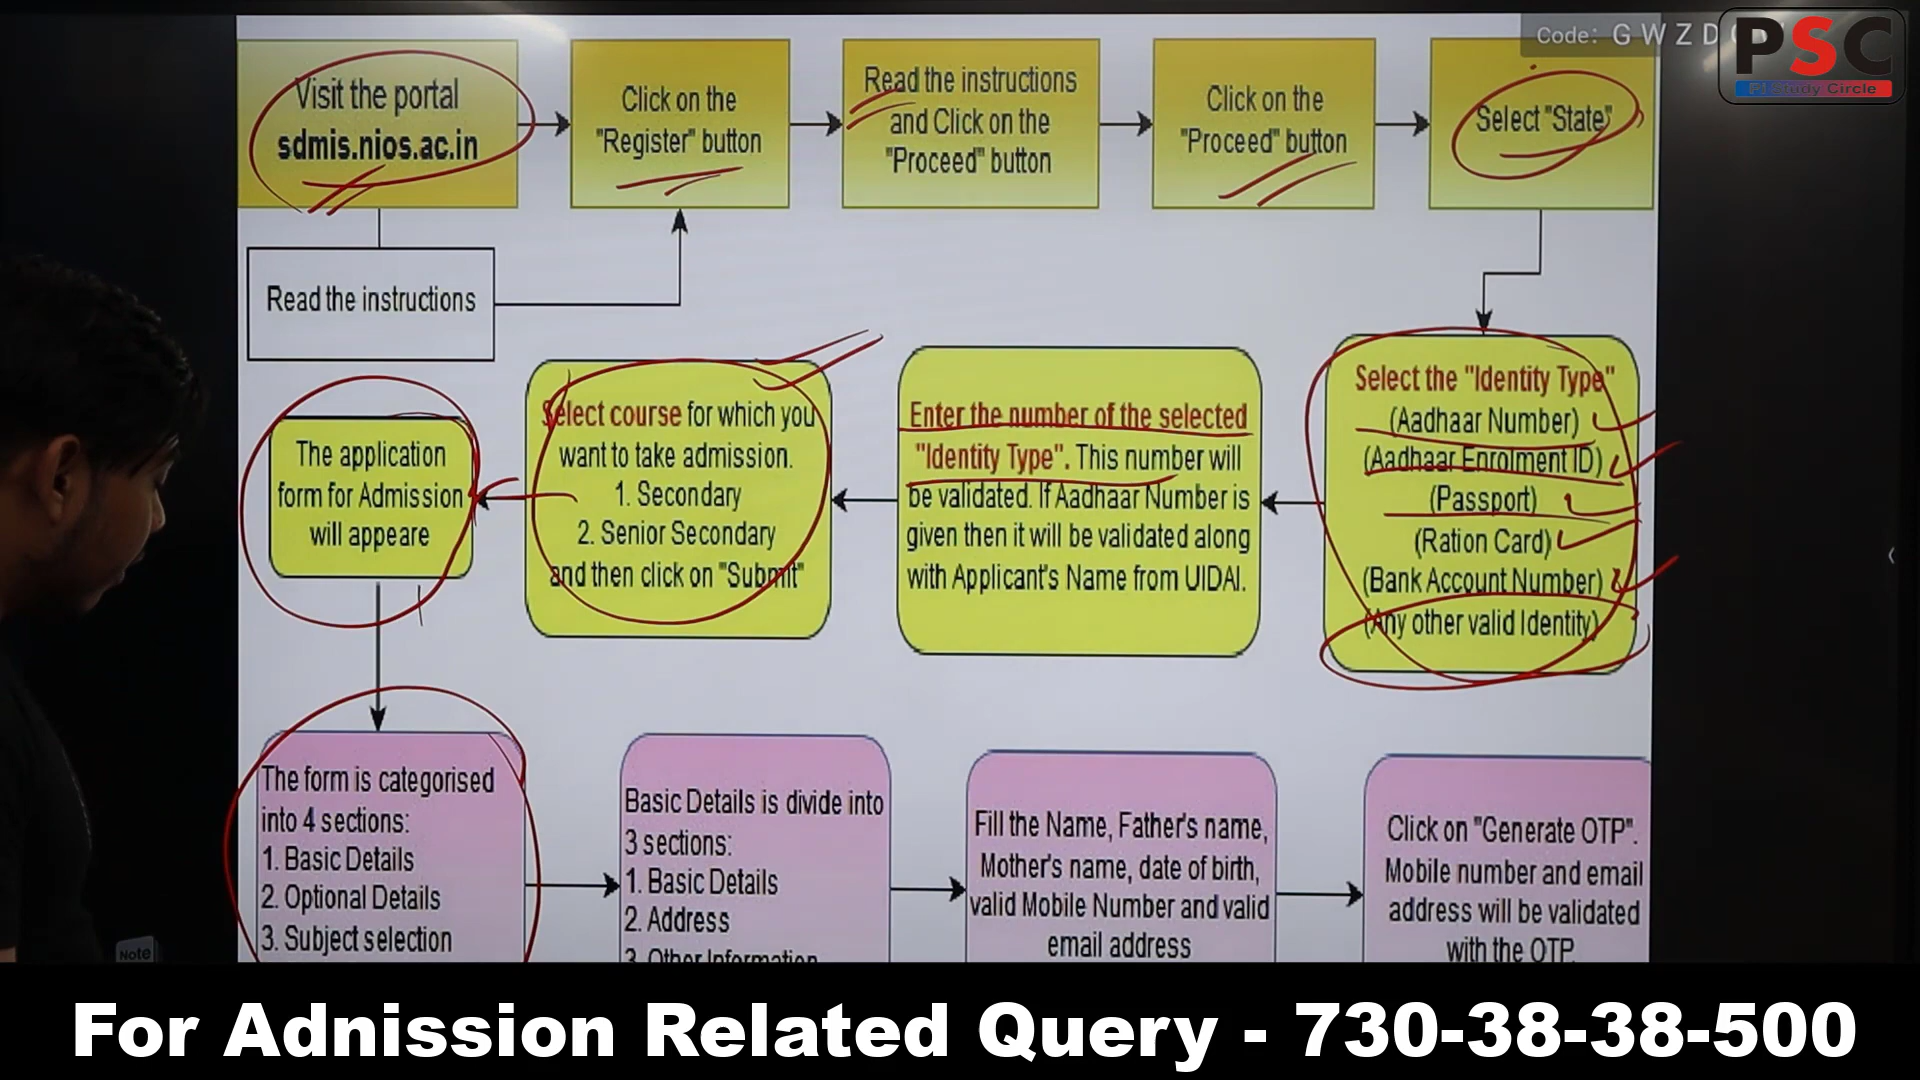 Code: G W Z D
PSC
PI Study Circle
Visit the portal
sdmis.nios.ac.in
Click on the
"Register" button
Read the instructions
and Click on the
"Proceed" button
Click on the
"Proceed" button
Select "State"
Read the instructions
Select the "Identity Type"
(Aadhaar Number)
(Aadhaar Enrolment ID)
(Passport)
(Ration Card)
(Bank Account Number)
(Any other valid Identity)
Enter the number of the selected
"Identity Type". This number will
be validated. If Aadhaar Number is
given then it will be validated along
with Applicant's Name from UIDAI.
Select course for which you
want to take admission.
1. Secondary
2. Senior Secondary
and then click on "Submit"
The application
form for Admission
will appeare
The form is categorised
into 4 sections:
1. Basic Details
2. Optional Details
3. Subject selection
Basic Details is divide into
3 sections:
1. Basic Details
2. Address
3. Other Information
Fill the Name, Father's name,
Mother's name, date of birth,
valid Mobile Number and valid
email address
Click on "Generate OTP".
Mobile number and email
address will be validated
with the OTP.
Note
For Adnission Related Query - 730-38-38-500